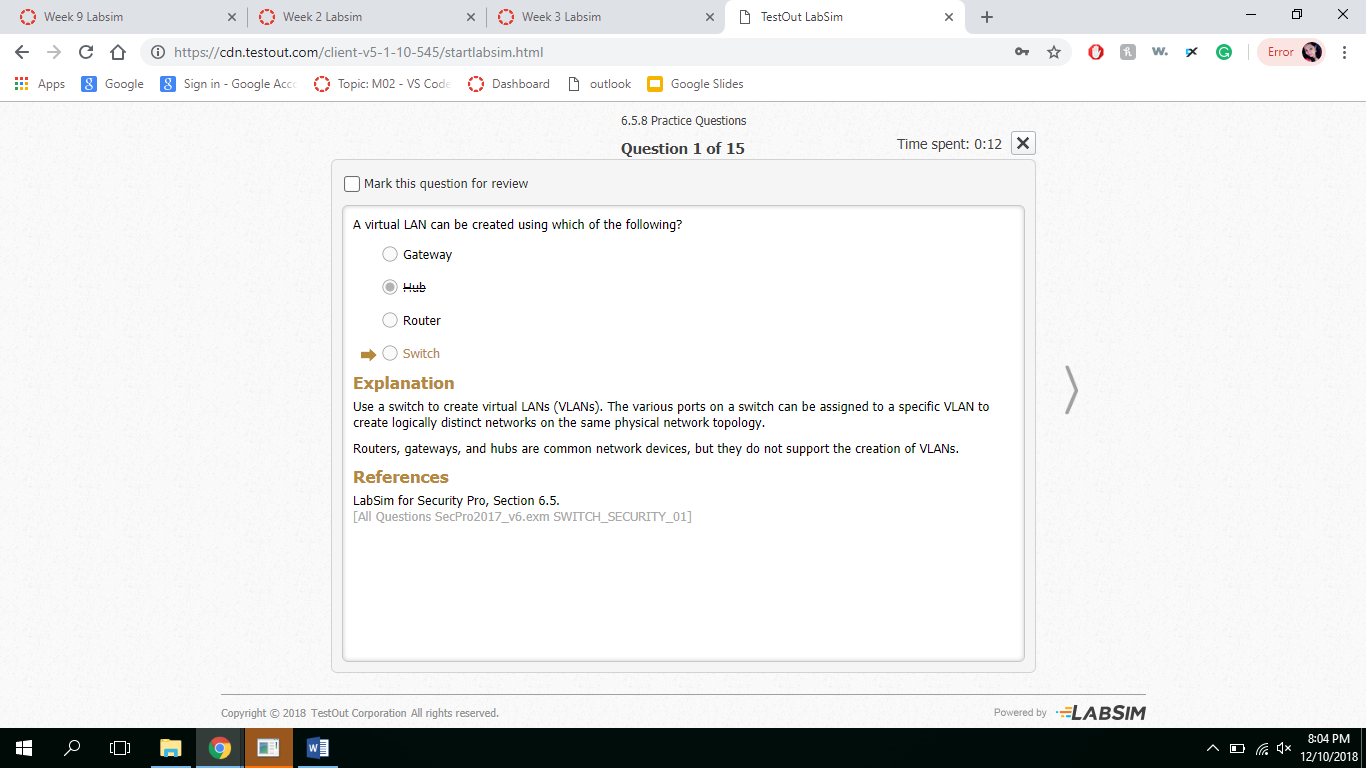 Week 9 Labsim
Week 2 Labsim
Week 3 Labsim
TestOut LabSim
https://cdn.testout.com/client-v5-1-10-545/startlabsim.html
Error
Apps
Google
Sign in - Google Acco
Topic: M02 - VS Code
Dashboard
outlook
Google Slides
6.5.8 Practice Questions
Question 1 of 15
Time spent: 0:12
Mark this question for review
A virtual LAN can be created using which of the following?
Gateway
Hub
Router
Switch
Explanation
Use a switch to create virtual LANs (VLANs). The various ports on a switch can be assigned to a specific VLAN to
create logically distinct networks on the same physical network topology.
Routers, gateways, and hubs are common network devices, but they do not support the creation of VLANs.
References
LabSim for Security Pro, Section 6.5.
[All Questions SecPro2017_v6.exm SWITCH_SECURITY_01]
Copyright © 2018 TestOut Corporation All rights reserved.
Powered by LABSIM
8:04 PM
12/10/2018